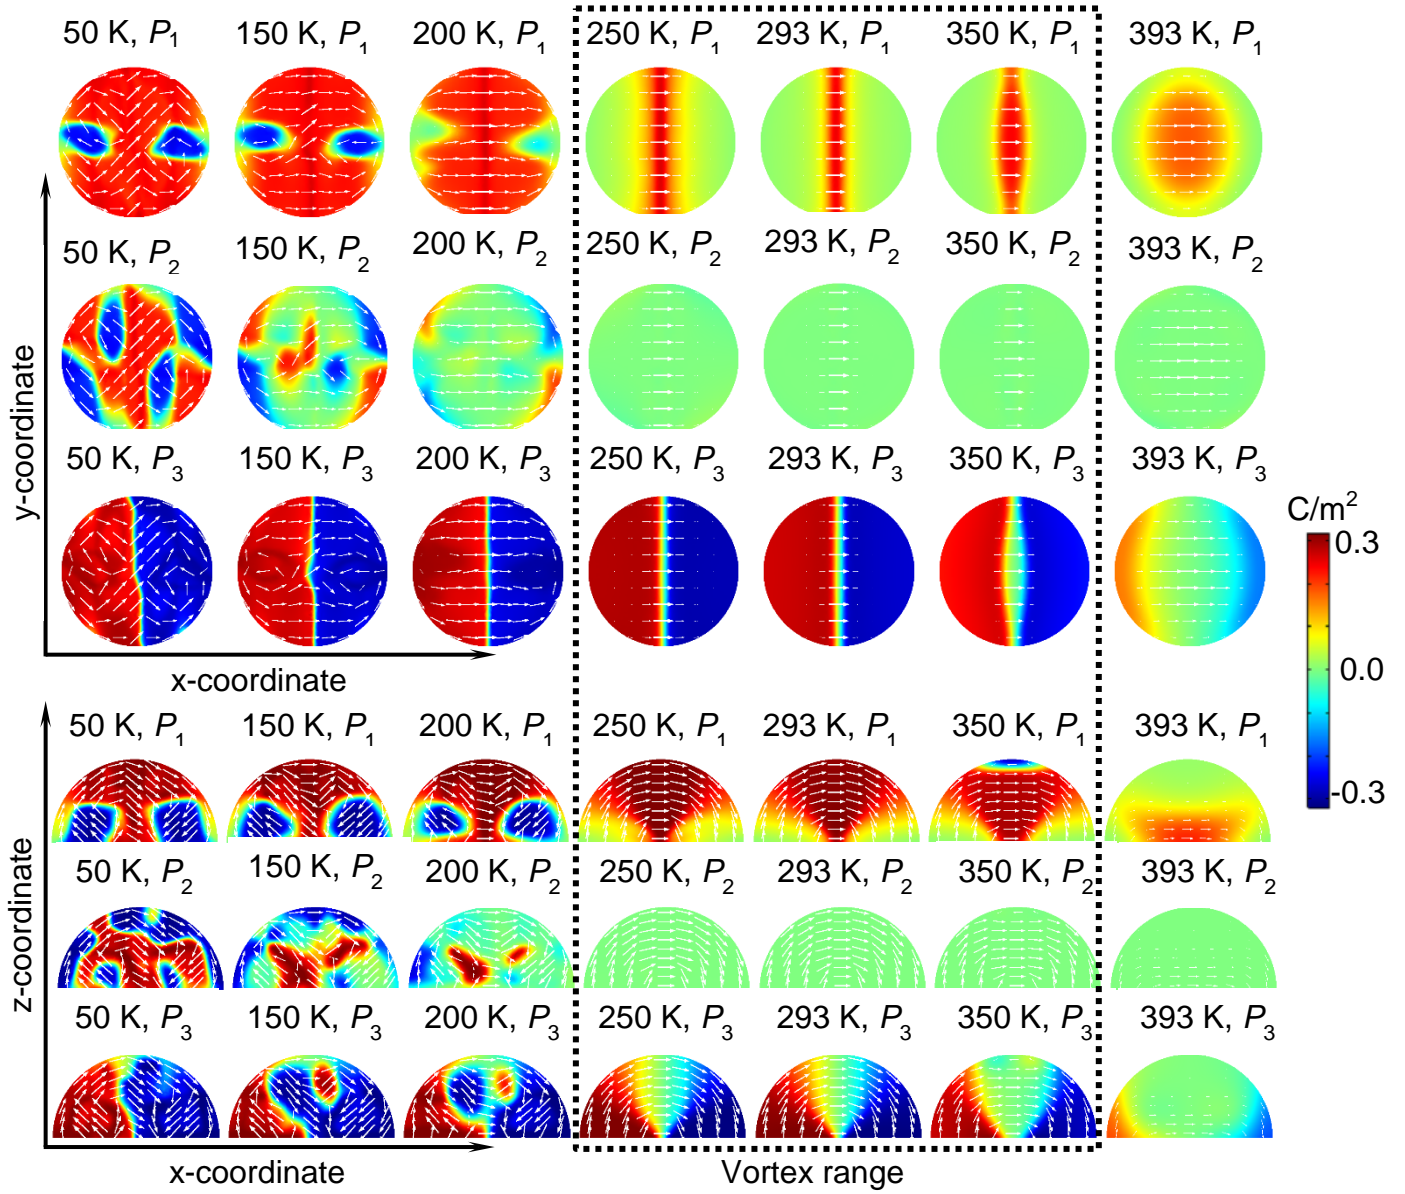 50 K, P1 150 K, P1 200 K, P1 250 K, P1 293 K, P1 350 K, P1 393 K, P1
50 K, P2 150 K, P2 200 K, P2 250 K, P2 293 K, P2 350 K, P2 393 K, P2
y-coordinate
50 K, P3 150 K, P3 200 K, P3 250 K, P3 293 K, P3 350 K, P3 393 K, P3
C/m²
0.3
0.0
-0.3
x-coordinate
50 K, P1 150 K, P1 200 K, P1 250 K, P1 293 K, P1 350 K, P1 393 K, P1
50 K, P2 150 K, P2 200 K, P2 250 K, P2 293 K, P2 350 K, P2 393 K, P2
z-coordinate
50 K, P3 150 K, P3 200 K, P3 250 K, P3 293 K, P3 350 K, P3 393 K, P3
x-coordinate Vortex range